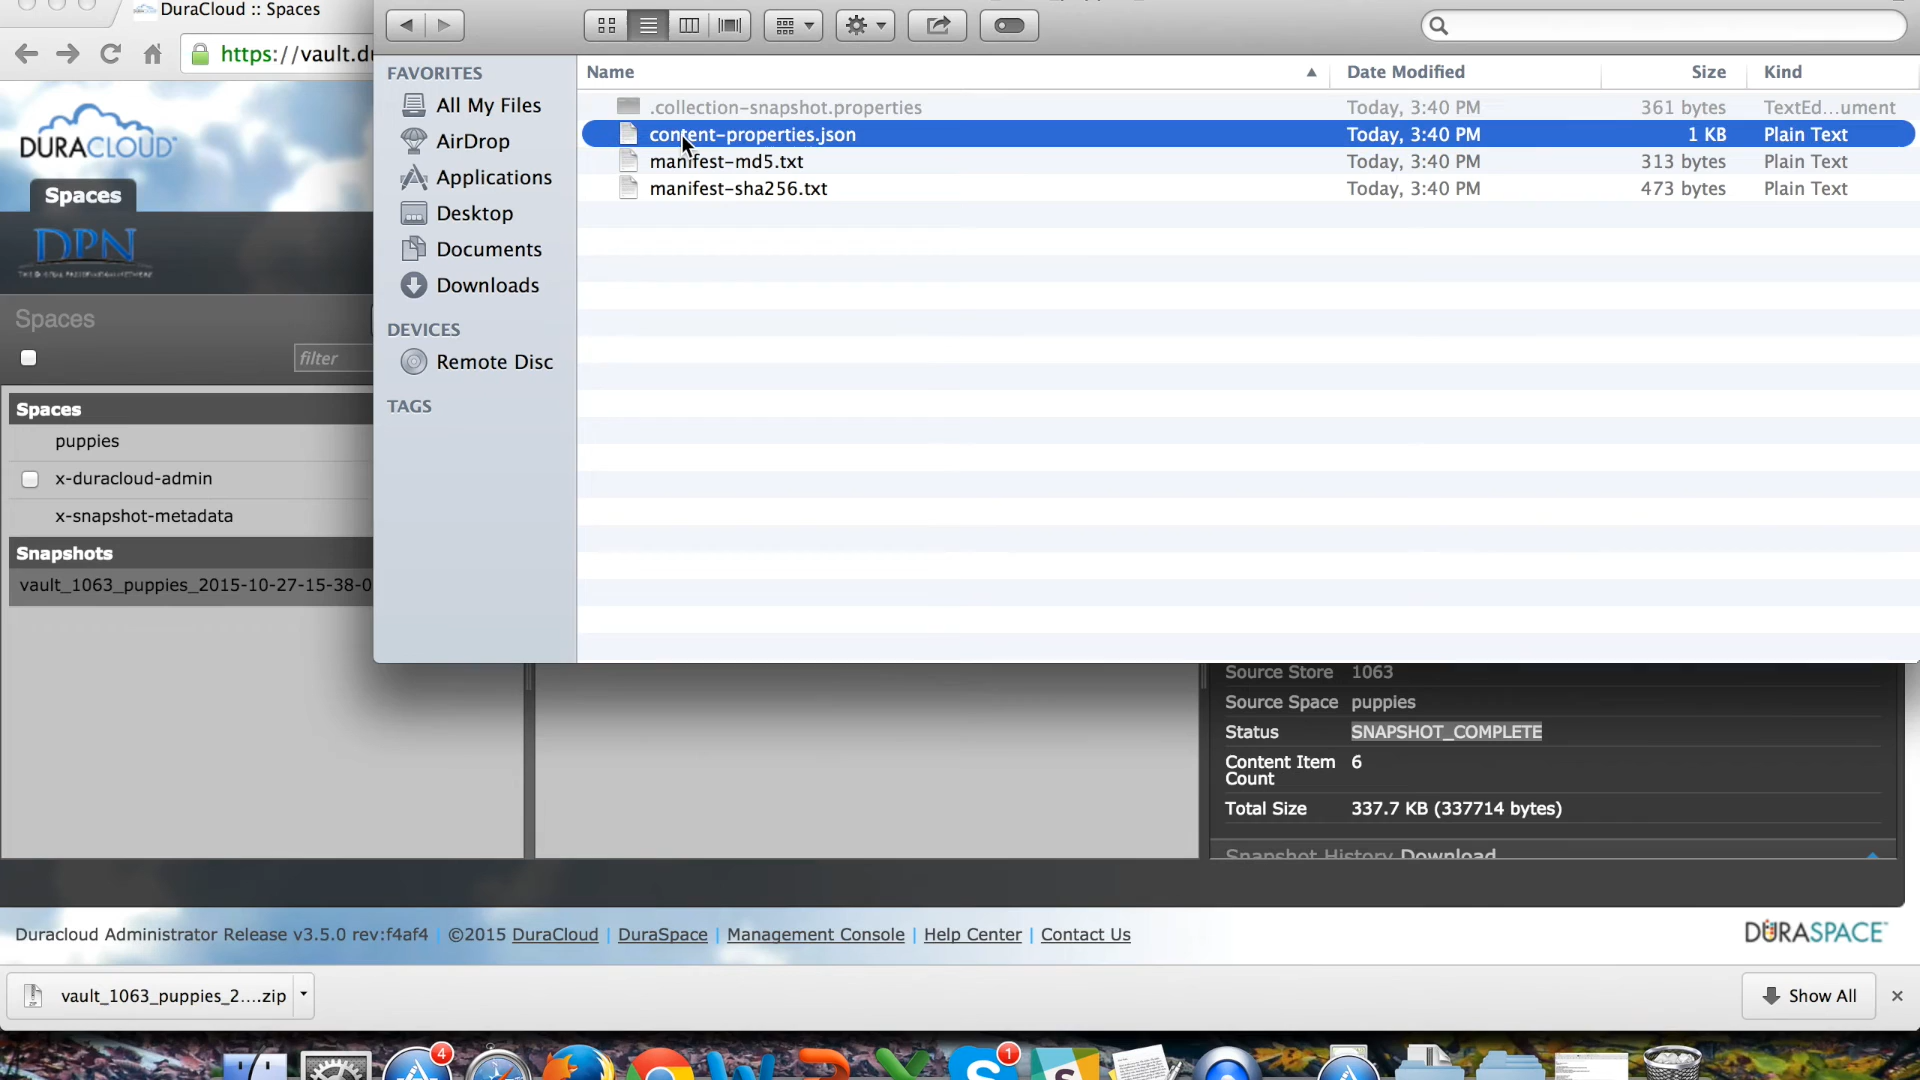 DuraCloud :: Spaces
https://vault.d
DURACLOUD
Spaces
DPN
Spaces
filter
Spaces
puppies
x-duracloud-admin
x-snapshot-metadata
Snapshots
vault_1063_puppies_2015-10-27-15-38-0
FAVORITES
All My Files
AirDrop
Applications
Desktop
Documents
Downloads
DEVICES
Remote Disc
TAGS
Name Date Modified Size Kind
.collection-snapshot.properties Today, 3:40 PM 361 bytes TextEd...ument
content-properties.json Today, 3:40 PM 1 KB Plain Text
manifest-md5.txt Today, 3:40 PM 313 bytes Plain Text
manifest-sha256.txt Today, 3:40 PM 473 bytes Plain Text
Source Store 1063
Source Space puppies
Status SNAPSHOT_COMPLETE
Content Item Count 6
Total Size 337.7 KB (337714 bytes)
Snapshot History Download
Duracloud Administrator Release v3.5.0 rev:f4af4 | ©2015 DuraCloud | DuraSpace | Management Console | Help Center | Contact Us
DURASPACE
vault_1063_puppies_2....zip
Show All
4
1